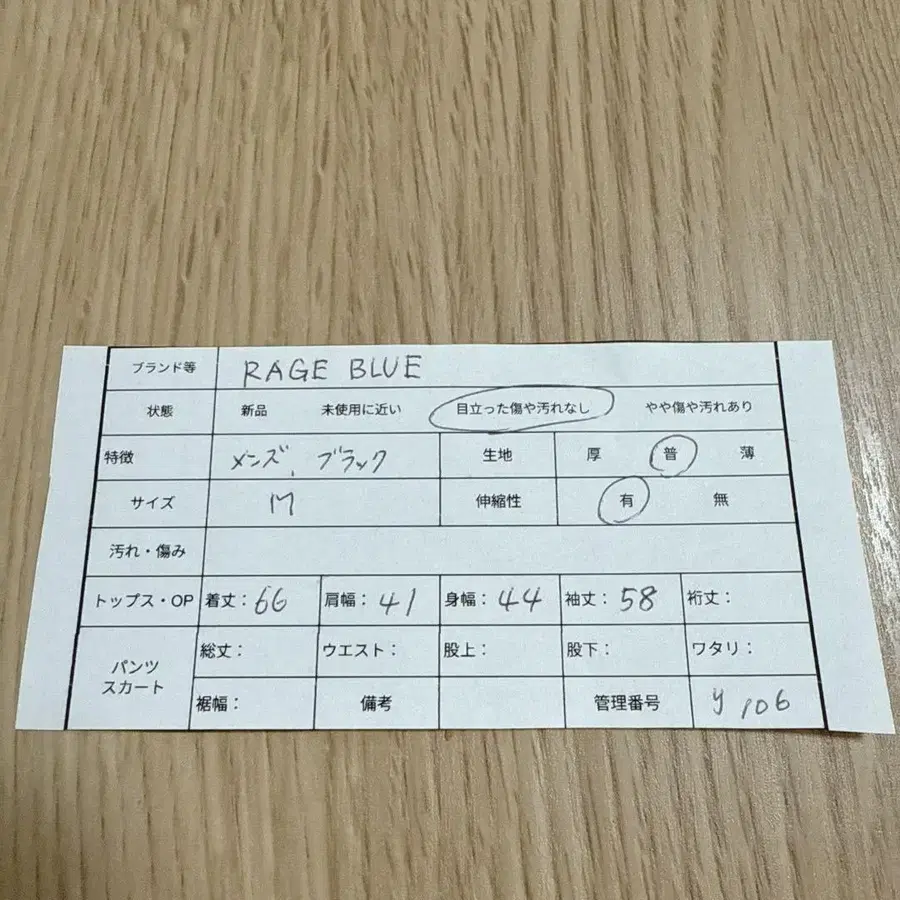 ブランド等 RAGE BLUE
状態 新品 未使用に近い 目立った傷や汚れなし やや傷や汚れあり
特徴 メンズ、ブラック 生地 厚 普 薄
サイズ M 伸縮性 有 無
汚れ・傷み
トップス・OP 着丈：66 肩幅：41 身幅：44 袖丈：58 裄丈：
パンツ スカート 総丈： ウエスト： 股上： 股下： ワタリ：
裾幅： 備考 管理番号 y 106